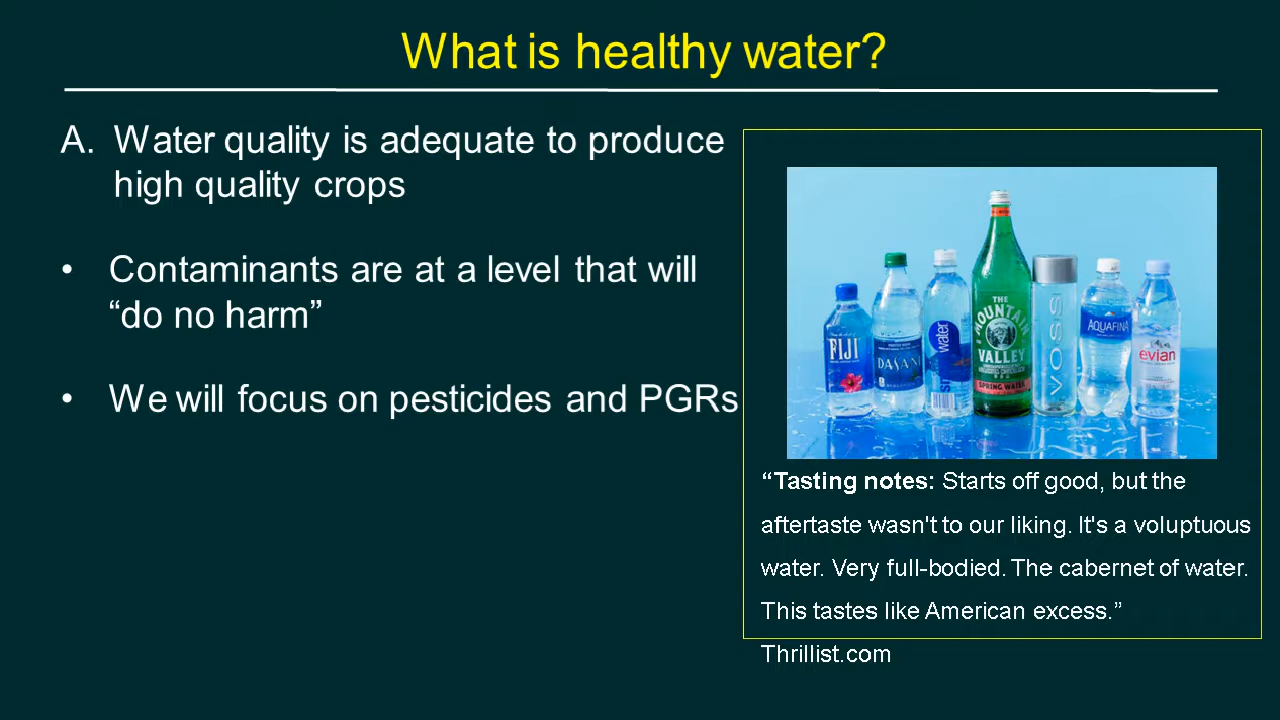 What is healthy water?
A. Water quality is adequate to produce
high quality crops
• Contaminants are at a level that will
“do no harm”
• We will focus on pesticides and PGRs
FIJI
DASANI
smartwater
THE
MOUNTAIN
VALLEY
SPRING WATER
VOSS
AQUAFINA
evian
“Tasting notes: Starts off good, but the
aftertaste wasn't to our liking. It's a voluptuous
water. Very full-bodied. The cabernet of water.
This tastes like American excess.”
Thrillist.com